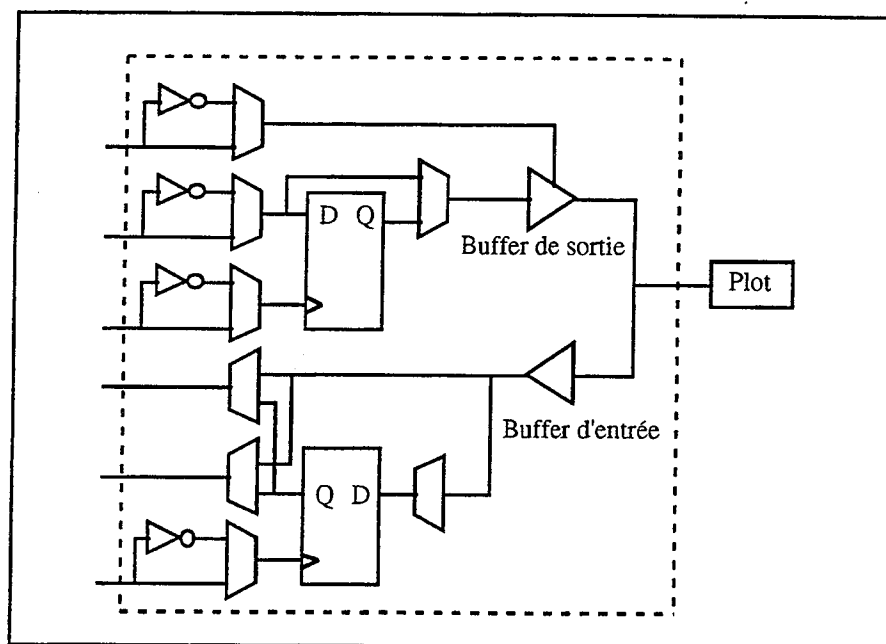 D Q
Buffer de sortie
Plot
Buffer d'entrée
Q D